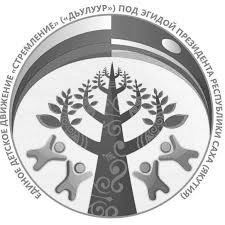 ЕДИНОЕ ДЕТСКОЕ ДВИЖЕНИЕ «СТРЕМЛЕНИЕ» («ДЬУЛУУР») ПОД ЭГИДОЙ ПРЕЗИДЕНТА РЕСПУБЛИКИ САХА (ЯКУТИЯ)